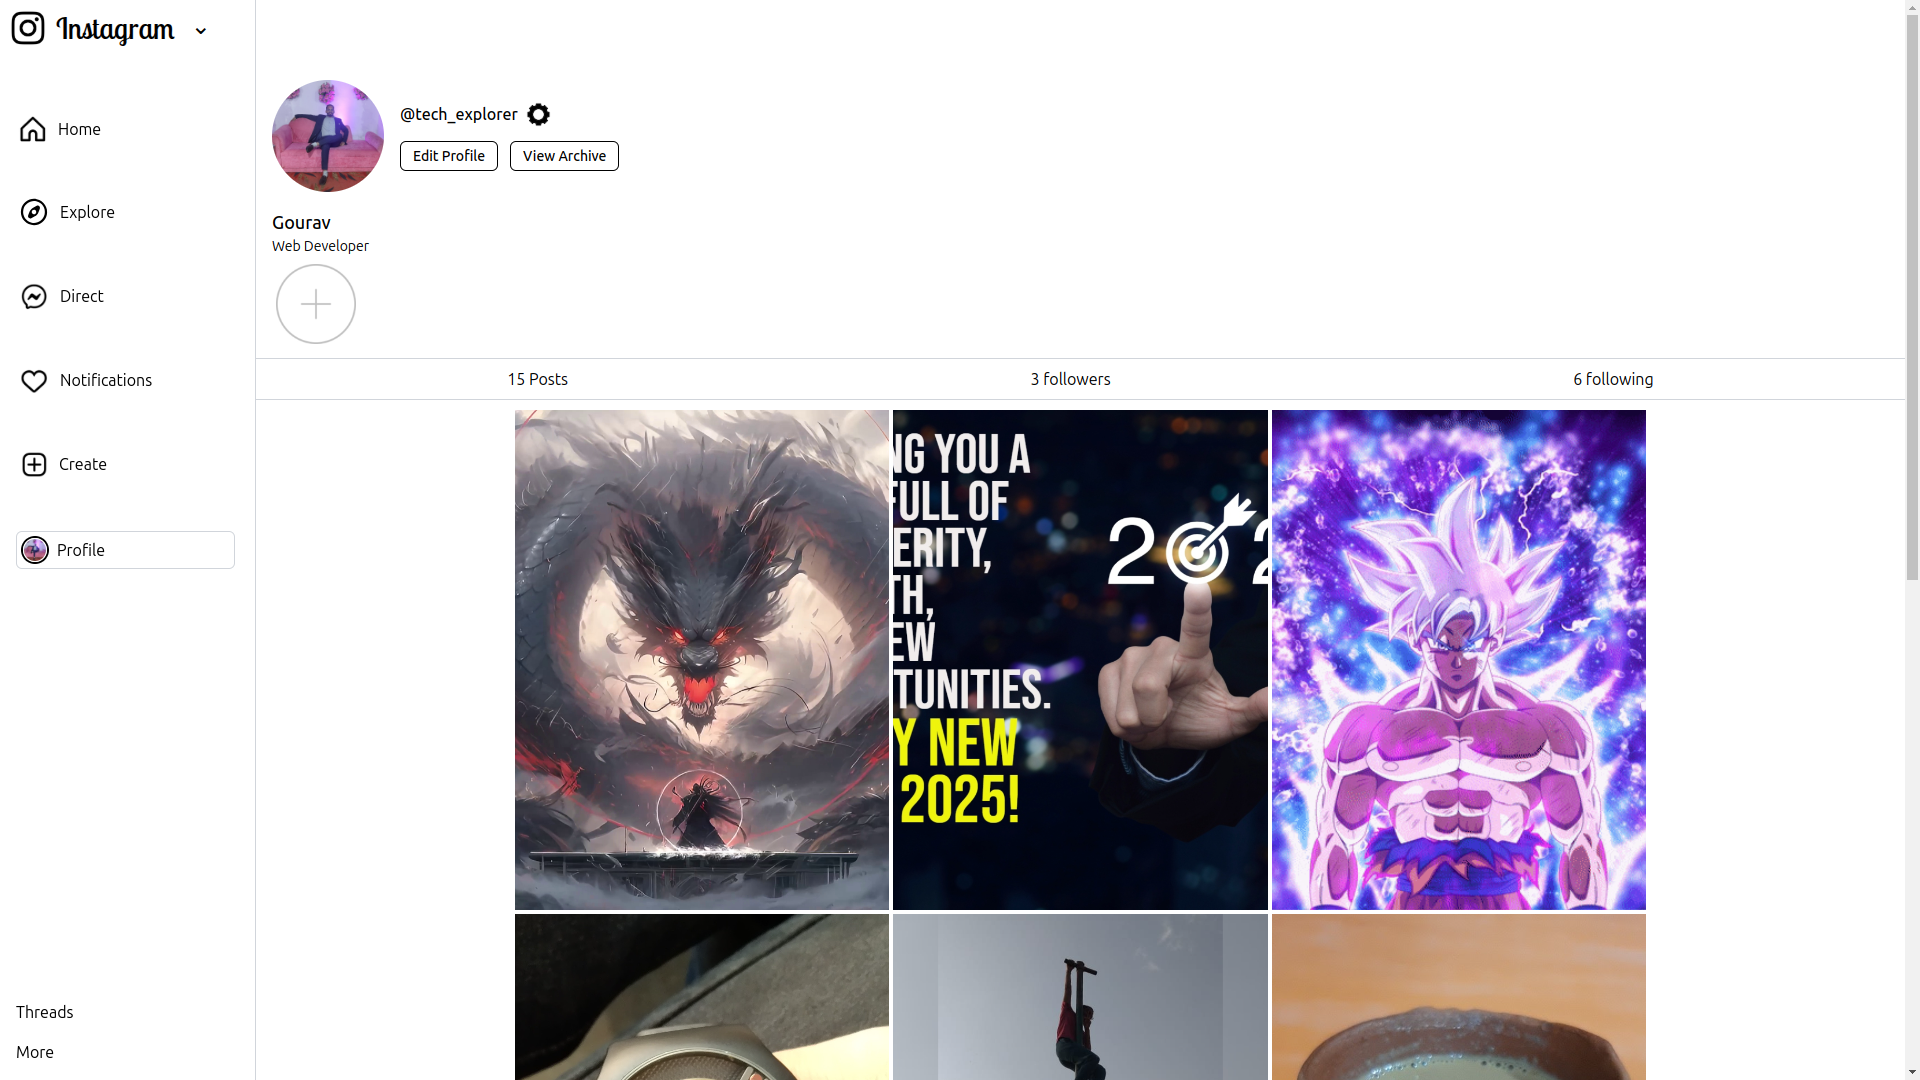 Instagram
Home
Explore
Direct
Notifications
Create
Profile
Threads
More
@tech_explorer
Edit Profile
View Archive
Gourav
Web Developer
15 Posts
3 followers
6 following
NG YOU A
FULL OF
ERITY,
TH,
EW
TUNITIES.
Y NEW
2025!
202